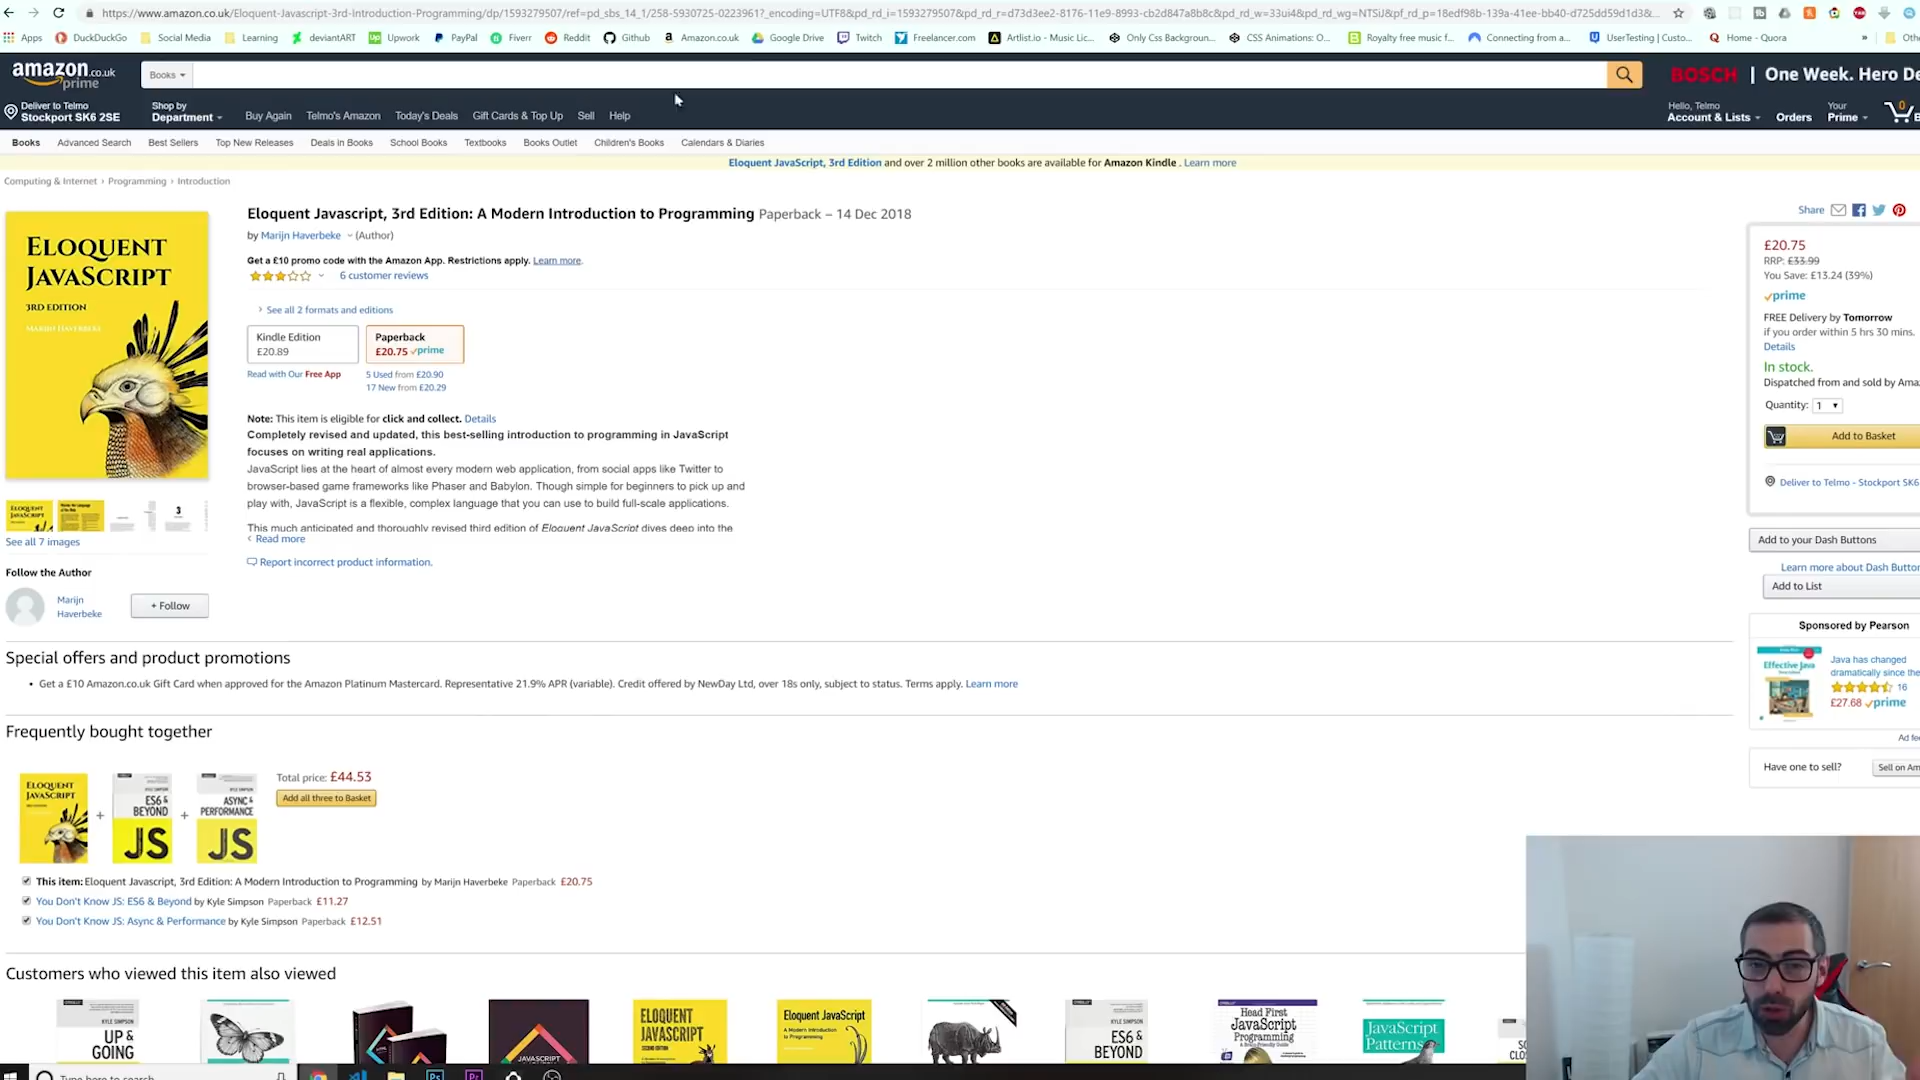 https://www.amazon.co.uk/Eloquent-Javascript-3rd-Introduction-Programming/dp/1593279507/ref=pd_sbs_14_1/258-5930725-0223961?_encoding=UTF8&pd_rd_i=1593279507&pd_rd_r=d73d3ee2-8176-11e9-8993-cb2d847a8b8c&pd_rd_w=33ui4&pd_rd_wg=NTSiJ&pf_rd_p=18edf98b-139a-41ee-bb40-d725dd59d1d3&...
Apps DuckDuckGo Social Media Learning deviantART Upwork PayPal Fiverr Reddit Github Amazon.co.uk Google Drive Twitch Freelancer.com Artlist.io - Music Lic... Only Css Backgroun... CSS Animations: O... Royalty free music f... Connecting from a... UserTesting | Custo... Home - Quora » Oth
amazon.co.uk
prime
Books
BOSCH | One Week. Hero De
Deliver to Telmo
Stockport SK6 2SE
Shop by
Department
Buy Again Telmo's Amazon Today's Deals Gift Cards & Top Up Sell Help
Hello, Telmo
Account & Lists
Orders
Your
Prime
0
B
Books Advanced Search Best Sellers Top New Releases Deals in Books School Books Textbooks Books Outlet Children's Books Calendars & Diaries
Eloquent JavaScript, 3rd Edition and over 2 million other books are available for Amazon Kindle . Learn more
Computing & Internet › Programming › Introduction
ELOQUENT
JAVASCRIPT
3RD EDITION
MARIJN HAVERBEKE
See all 7 images
Follow the Author
Marijn
Haverbeke
+ Follow
Eloquent Javascript, 3rd Edition: A Modern Introduction to Programming Paperback – 14 Dec 2018
by Marijn Haverbeke (Author)
Get a £10 promo code with the Amazon App. Restrictions apply. Learn more.
6 customer reviews
› See all 2 formats and editions
Kindle Edition
£20.89
Paperback
£20.75 prime
Read with Our Free App
5 Used from £20.90
17 New from £20.29
Note: This item is eligible for click and collect. Details
Completely revised and updated, this best-selling introduction to programming in JavaScript
focuses on writing real applications.
JavaScript lies at the heart of almost every modern web application, from social apps like Twitter to
browser-based game frameworks like Phaser and Babylon. Though simple for beginners to pick up and
play with, JavaScript is a flexible, complex language that you can use to build full-scale applications.
This much anticipated and thoroughly revised third edition of Eloquent JavaScript dives deep into the
‹ Read more
Report incorrect product information.
Share
£20.75
RRP: £33.99
You Save: £13.24 (39%)
prime
FREE Delivery by Tomorrow
if you order within 5 hrs 30 mins.
Details
In stock.
Dispatched from and sold by Ama
Quantity: 1
Add to Basket
Deliver to Telmo - Stockport SK6
Add to your Dash Buttons
Learn more about Dash Button
Add to List
Sponsored by Pearson
Effective Java
Java has changed
dramatically since the
16
£27.68 prime
Ad fee
Have one to sell?
Sell on Am
Special offers and product promotions
• Get a £10 Amazon.co.uk Gift Card when approved for the Amazon Platinum Mastercard. Representative 21.9% APR (variable). Credit offered by NewDay Ltd, over 18s only, subject to status. Terms apply. Learn more
Frequently bought together
ELOQUENT
JAVASCRIPT
+
ES6
& BEYOND
JS
+
ASYNC &
PERFORMANCE
JS
Total price: £44.53
Add all three to Basket
This item: Eloquent Javascript, 3rd Edition: A Modern Introduction to Programming by Marijn Haverbeke Paperback £20.75
You Don't Know JS: ES6 & Beyond by Kyle Simpson Paperback £11.27
You Don't Know JS: Async & Performance by Kyle Simpson Paperback £12.51
Customers who viewed this item also viewed
KYLE SIMPSON
UP &
GOING
JAVASCRIPT
ELOQUENT
JAVASCRIPT
SECOND EDITION
Eloquent JavaScript
A Modern Introduction
to Programming
KYLE SIMPSON
ES6 &
BEYOND
Head First
JavaScript
Programming
JavaScript
Patterns
Type here to search